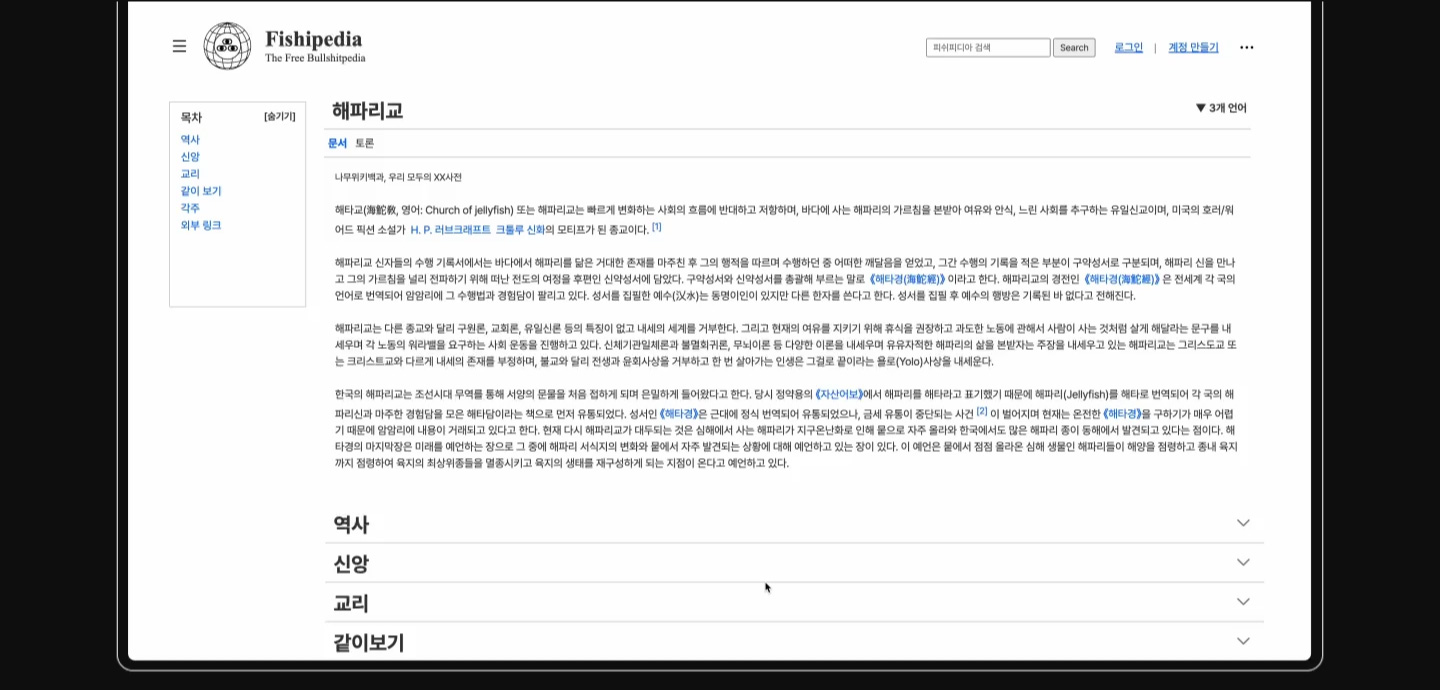 Fishipedia
The Free Bullshitpedia
피쉬피디아 검색
Search
로그인 | 계정 만들기
목차 [숨기기]
역사
신앙
교리
같이 보기
각주
외부 링크
해파리교
▼ 3개 언어
문서 토론
나무위키백과, 우리 모두의 XX사전
해타교(海鮀敎, 영어: Church of jellyfish) 또는 해파리교는 빠르게 변화하는 사회의 흐름에 반대하고 저항하며, 바다에 사는 해파리의 가르침을 본받아 여유와 안식, 느린 사회를 추구하는 유일신교이며, 미국의 호러/위
어드 픽션 소설가 H. P. 러브크래프트 크툴루 신화의 모티프가 된 종교이다. [1]
해파리교 신자들의 수행 기록서에서는 바다에서 해파리를 닮은 거대한 존재를 마주친 후 그의 행적을 따르며 수행하던 중 어떠한 깨달음을 얻었고, 그간 수행의 기록을 적은 부분이 구약성서로 구분되며, 해파리 신을 만나
고 그의 가르침을 널리 전파하기 위해 떠난 전도의 여정을 후편인 신약성서에 담았다. 구약성서와 신약성서를 총괄해 부르는 말로 《해타경(海鮀經)》이라고 한다. 해파리교의 경전인 《해타경(海鮀經)》은 전세계 각 국의
언어로 번역되어 암암리에 그 수행법과 경험담이 팔리고 있다. 성서를 집필한 예수(汉水)는 동명이인이 있지만 다른 한자를 쓴다고 한다. 성서를 집필 후 예수의 행방은 기록된 바 없다고 전해진다.
해파리교는 다른 종교와 달리 구원론, 교회론, 유일신론 등의 특징이 없고 내세의 세계를 거부한다. 그리고 현재의 여유를 지키기 위해 휴식을 권장하고 과도한 노동에 관해서 사람이 사는 것처럼 살게 해달라는 문구를 내
세우며 각 노동의 워라밸을 요구하는 사회 운동을 진행하고 있다. 신체기관일체론과 불멸회귀론, 무뇌이론 등 다양한 이론을 내세우며 유유자적한 해파리의 삶을 본받자는 주장을 내세우고 있는 해파리교는 그리스도교 또
는 크리스트교와 다르게 내세의 존재를 부정하며, 불교와 달리 전생과 윤회사상을 거부하고 한 번 살아가는 인생은 그걸로 끝이라는 욜로(Yolo)사상을 내세운다.
한국의 해파리교는 조선시대 무역를 통해 서양의 문물을 처음 접하게 되며 은밀하게 들어왔다고 한다. 당시 정약용의 《자산어보》에서 해파리를 해타라고 표기했기 때문에 해파리(Jellyfish)를 해타로 번역되어 각 국의 해
파리신과 마주한 경험담을 모은 해타담이라는 책으로 먼저 유통되었다. 성서인 《해타경》은 근대에 정식 번역되어 유통되었으나, 금세 유통이 중단되는 사건 [2] 이 벌어지며 현재는 온전한 《해타경》을 구하기가 매우 어렵
기 때문에 암암리에 내용이 거래되고 있다고 한다. 현재 다시 해파리교가 대두되는 것은 심해에서 사는 해파리가 지구온난화로 인해 뭍으로 자주 올라와 한국에서도 많은 해파리 종이 동해에서 발견되고 있다는 점이다. 해
타경의 마지막장은 미래를 예언하는 장으로 그 중에 해파리 서식지의 변화와 뭍에서 자주 발견되는 상황에 대해 예언하고 있는 장이 있다. 이 예언은 뭍에서 점점 올라온 심해 생물인 해파리들이 해양을 점령하고 종내 육지
까지 점령하여 육지의 최상위종들을 멸종시키고 육지의 생태를 재구성하게 되는 지점이 온다고 예언하고 있다.
역사
신앙
교리
같이보기